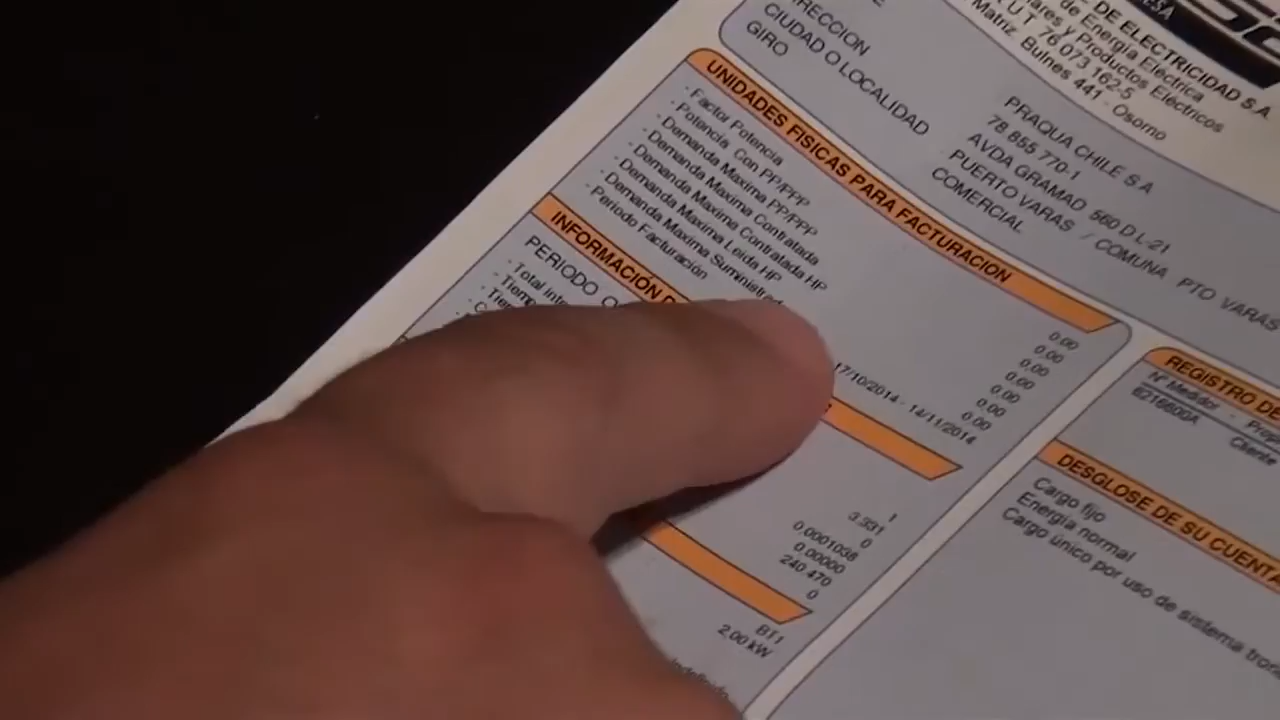 DE ELECTRICIDAD S.A.
de Energía Eléctrica
y Productos Eléctricos
R.U.T. 76.073.162-5
Matriz Bulnes 441 - Osorno
CIUDAD O LOCALIDAD
GIRO
PRAQUA CHILE S.A
78.855.770-1
AVDA GRAMAD 560 D L-21
PUERTO VARAS / COMUNA PTO VARAS
COMERCIAL
UNIDADES FISICAS PARA FACTURACION
- Factor Potencia
- Potencia Con PP/PPP
- Demanda Maxima PP/PPP
- Demanda Maxima Contratada
- Demanda Maxima Contratada HP
- Demanda Maxima Leida HP
- Demanda Maxima Suministrad
- Periodo Facturación
0.00
0.00
0.00
0.00
0.00
17/10/2014 - 14/11/2014
INFORMACIÓN
PERIODO
- Total
1
3.331
0
0.0001038
0.00000
240.470
0
BT1
2,00 kW
REGISTRO DE
N° Medidor - Prop.
6216600A
Cliente
DESGLOSE DE SU CUENTA
Cargo fijo
Energía normal
Cargo único por uso de sistema